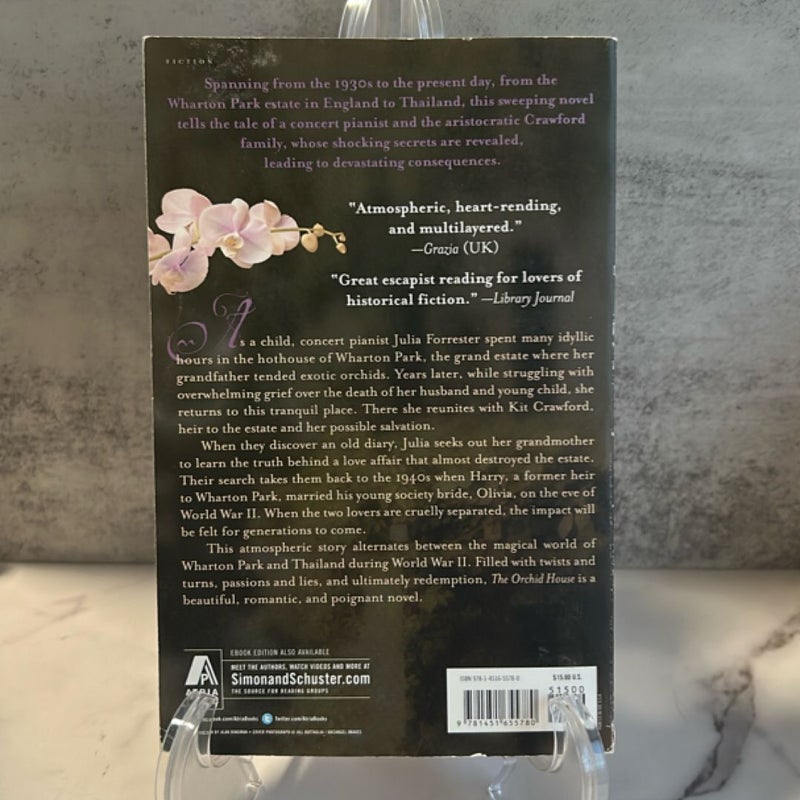 FICTION
Spanning from the 1930s to the present day, from the
Wharton Park estate in England to Thailand, this sweeping novel
tells the tale of a concert pianist and the aristocratic Crawford
family, whose shocking secrets are revealed,
leading to devastating consequences.
"Atmospheric, heart-rending,
and multilayered."
—Grazia (UK)
"Great escapist reading for lovers of
historical fiction." —Library Journal
As a child, concert pianist Julia Forrester spent many idyllic
hours in the hothouse of Wharton Park, the grand estate where her
grandfather tended exotic orchids. Years later, while struggling with
overwhelming grief over the death of her husband and young child, she
returns to this tranquil place. There she reunites with Kit Crawford,
heir to the estate and her possible salvation.
When they discover an old diary, Julia seeks out her grandmother
to learn the truth behind a love affair that almost destroyed the estate.
Their search takes them back to the 1940s when Harry, a former heir
to Wharton Park, married his young society bride, Olivia, on the eve of
World War II. When the two lovers are cruelly separated, the impact will
be felt for generations to come.
This atmospheric story alternates between the magical world of
Wharton Park and Thailand during World War II. Filled with twists and
turns, passions and lies, and ultimately redemption, The Orchid House is a
beautiful, romantic, and poignant novel.
EBOOK EDITION ALSO AVAILABLE
MEET THE AUTHORS, WATCH VIDEOS AND MORE AT
SimonandSchuster.com
THE SOURCE FOR READING GROUPS
ATRIA
Twitter.com/AtriaBooks
COVER PHOTOGRAPH ©
ISBN 978-1-4516-5578-0
$15.00 U.S.
51500
9 781451 655780